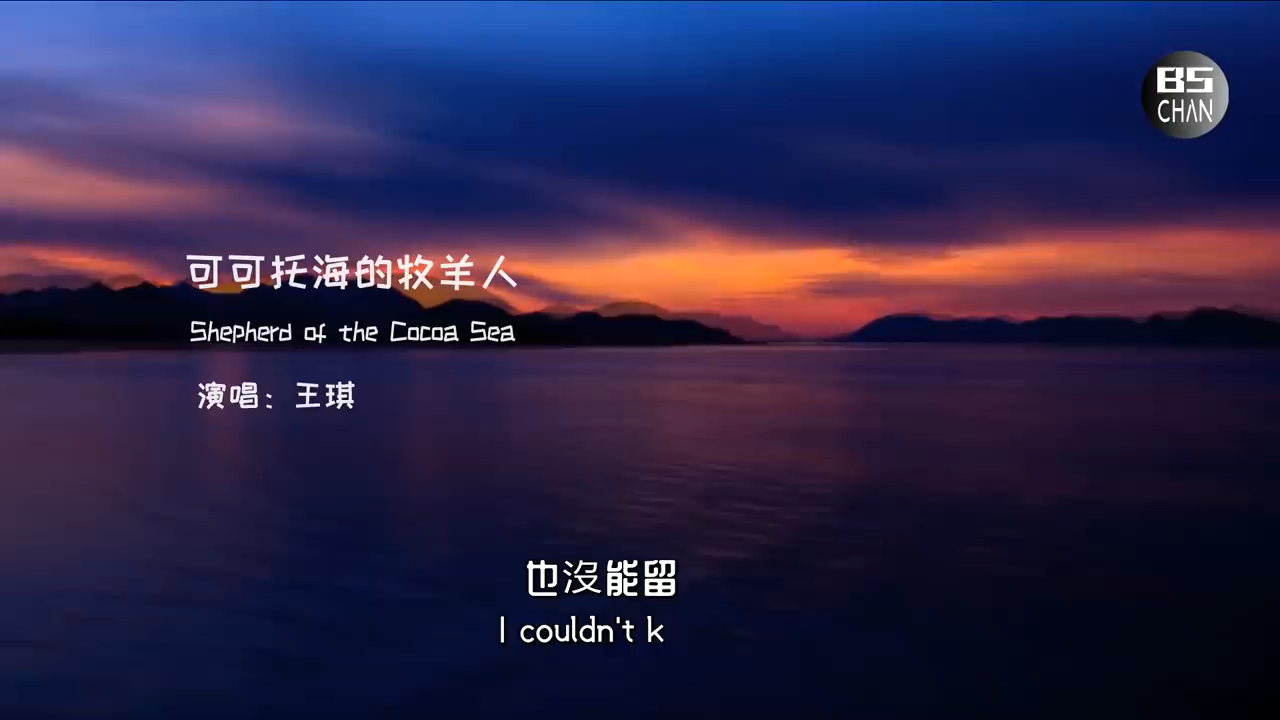 BS
CHAN
可可托海的牧羊人
Shepherd of the Cocoa Sea
演唱：王琪
也沒能留
I couldn't k